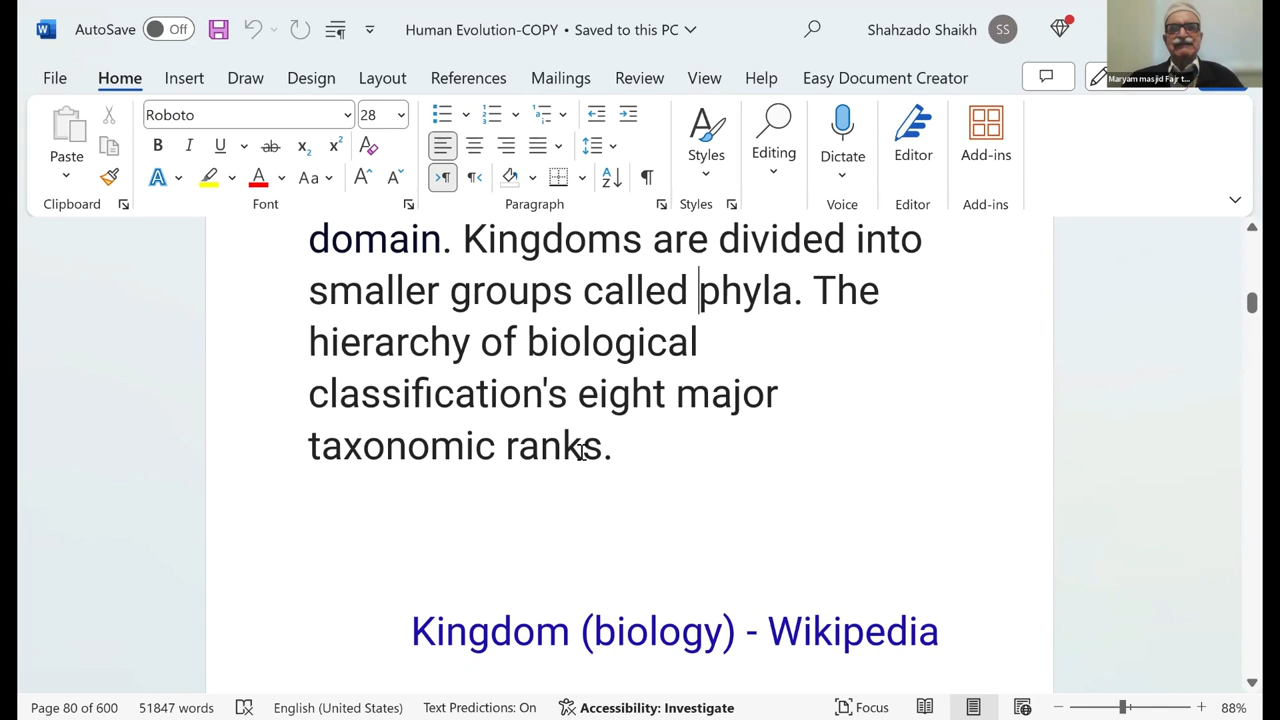 AutoSave Off Human Evolution-COPY • Saved to this PC Shahzado Shaikh SS
Maryam masjid Fajr t...
File Home Insert Draw Design Layout References Mailings Review View Help Easy Document Creator
Roboto 28
Paste Styles Editing Dictate Editor Add-ins
Clipboard Font Paragraph Styles Voice Editor Add-ins
domain. Kingdoms are divided into
smaller groups called phyla. The
hierarchy of biological
classification's eight major
taxonomic ranks.
Kingdom (biology) - Wikipedia
Page 80 of 600 51847 words English (United States) Text Predictions: On Accessibility: Investigate Focus 88%